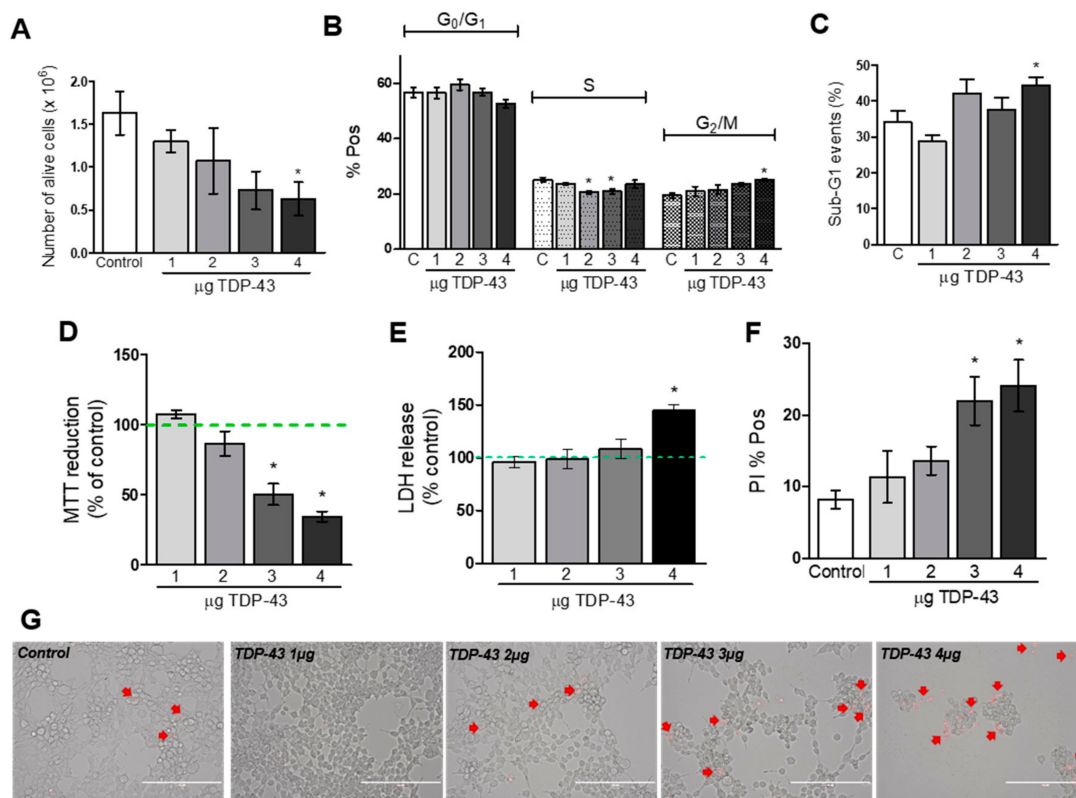 A
Number of alive cells (x 10⁶)
2.0
1.5
1.0
0.5
0.0
Control
1 2 3 4
*
μg TDP-43
B
G₀/G₁
S
G₂/M
% Pos
60
40
20
0
* *
*
C 1 2 3 4 C 1 2 3 4 C 1 2 3 4
μg TDP-43 μg TDP-43 μg TDP-43
C
Sub-G1 events (%)
50
40
30
20
10
0
*
C 1 2 3 4
μg TDP-43
D
MTT reduction
(% of control)
150
100
50
0
* *
1 2 3 4
μg TDP-43
E
LDH release
(% control)
200
150
100
50
0
*
1 2 3 4
μg TDP-43
F
PI % Pos
30
20
10
0
* *
Control 1 2 3 4
μg TDP-43
G
Control
TDP-43 1μg
TDP-43 2μg
TDP-43 3μg
TDP-43 4μg